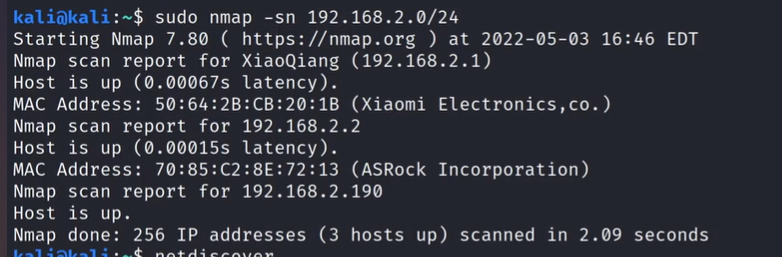 kali@kali:~$ sudo nmap -sn 192.168.2.0/24
Starting Nmap 7.80 ( https://nmap.org ) at 2022-05-03 16:46 EDT
Nmap scan report for XiaoQiang (192.168.2.1)
Host is up (0.00067s latency).
MAC Address: 50:64:2B:CB:20:1B (Xiaomi Electronics,co.)
Nmap scan report for 192.168.2.2
Host is up (0.00015s latency).
MAC Address: 70:85:C2:8E:72:13 (ASRock Incorporation)
Nmap scan report for 192.168.2.190
Host is up.
Nmap done: 256 IP addresses (3 hosts up) scanned in 2.09 seconds
kali@kali:~$ netdiscover